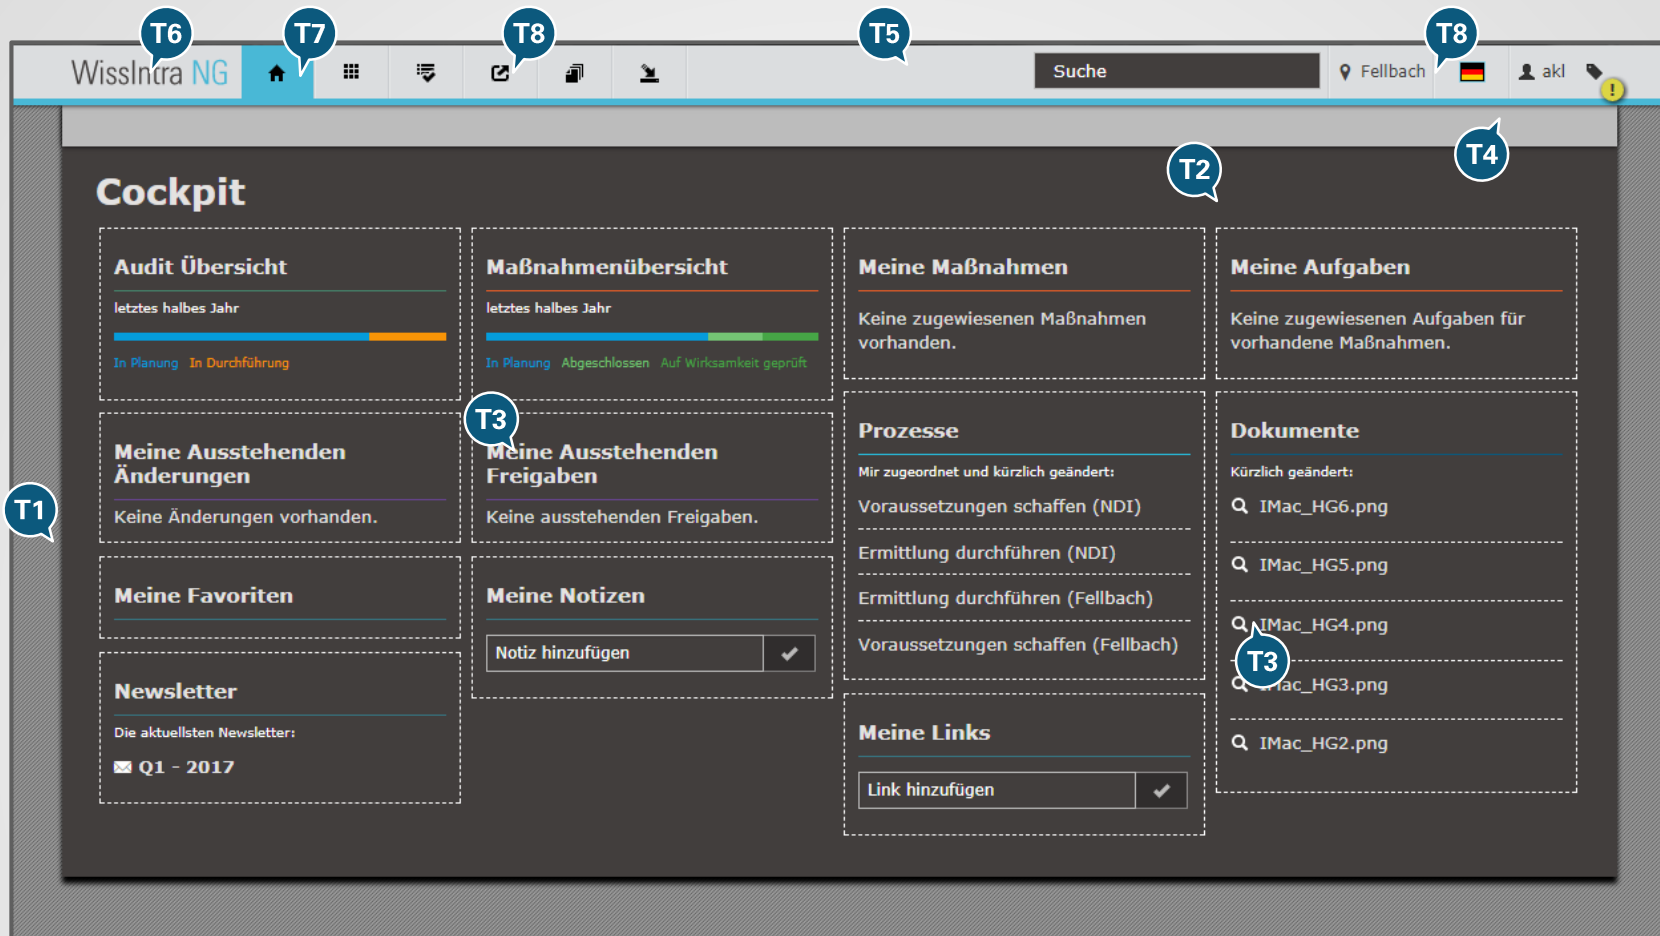 T6
T7
T8
T5
T8
WissIntra NG
Suche
Fellbach
akl
!
T4
T2
Cockpit
Audit Übersicht
letztes halbes Jahr
In Planung In Durchführung
Maßnahmenübersicht
letztes halbes Jahr
In Planung Abgeschlossen Auf Wirksamkeit geprüft
Meine Maßnahmen
Keine zugewiesenen Maßnahmen
vorhanden.
Meine Aufgaben
Keine zugewiesenen Aufgaben für
vorhandene Maßnahmen.
T3
T1
Meine Ausstehenden
Änderungen
Keine Änderungen vorhanden.
Meine Ausstehenden
Freigaben
Keine ausstehenden Freigaben.
Prozesse
Mir zugeordnet und kürzlich geändert:
Voraussetzungen schaffen (NDI)
Ermittlung durchführen (NDI)
Ermittlung durchführen (Fellbach)
Voraussetzungen schaffen (Fellbach)
Dokumente
Kürzlich geändert:
IMac_HG6.png
IMac_HG5.png
IMac_HG4.png
T3
IMac_HG3.png
IMac_HG2.png
Meine Favoriten
Meine Notizen
Notiz hinzufügen
Newsletter
Die aktuellsten Newsletter:
Q1 - 2017
Meine Links
Link hinzufügen